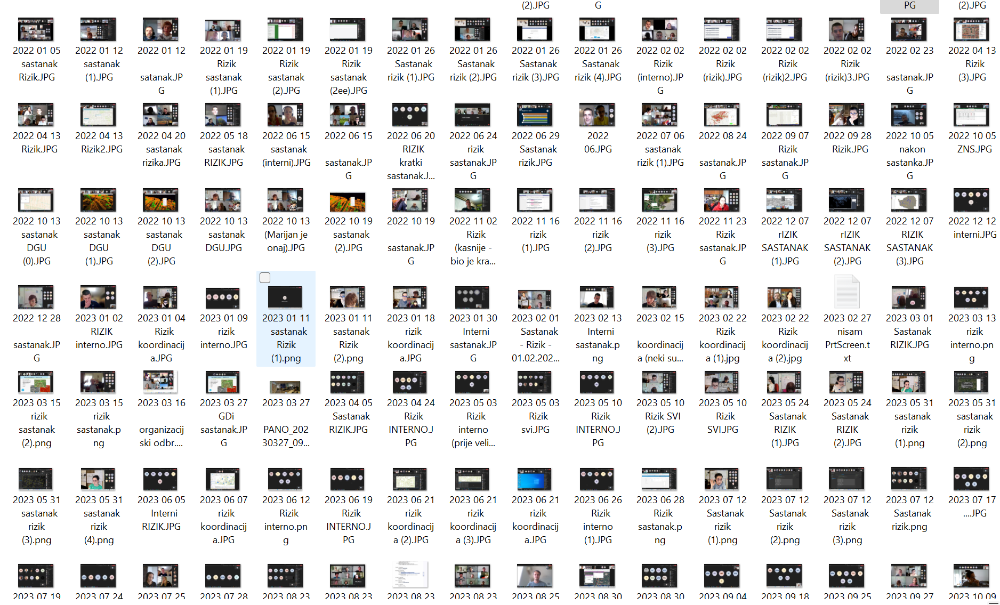 (2).JPG G PG (2).JPG
2022 01 05 2022 01 12 2022 01 12 2022 01 19 2022 01 19 2022 01 19 2022 01 26 2022 01 26 2022 01 26 2022 01 26 2022 02 02 2022 02 02 2022 02 02 2022 02 02 2022 02 23 2022 04 13
sastanak sastanak Rizik Rizik Rizik Sastanak Sastanak Sastanak Sastanak Rizik Rizik Rizik Rizik Rizik
Rizik.JPG (1).JPG satanak.JP sastanak sastanak sastanak rizik (1).JPG rizik (2).JPG rizik (3).JPG rizik (4).JPG (interno).JP (rizik).JPG (rizik)2.JPG (rizik)3.JPG sastanak.JP (3).JPG
G (1).JPG (2).JPG (2ee).JPG G G
2022 04 13 2022 04 13 2022 04 20 2022 05 18 2022 06 15 2022 06 15 2022 06 20 2022 06 24 2022 06 29 2022 2022 07 06 2022 08 24 2022 09 07 2022 09 28 2022 10 05 2022 10 05
Rizik.JPG Rizik2.JPG sastanak sastanak sastanak RIZIK rizik Sastanak 06.JPG sastanak Rizik Rizik.JPG nakon ZNS.JPG
rizika.JPG RIZIK.JPG (interni).JPG sastanak.JP kratki sastanak.JP rizik.JPG rizik (1).JPG sastanak.JP sastanak.JP sastanka.JP
G sastanak.J... G G G G
2022 10 13 2022 10 13 2022 10 13 2022 10 13 2022 10 13 2022 10 19 2022 10 19 2022 11 02 2022 11 16 2022 11 16 2022 11 16 2022 11 23 2022 12 07 2022 12 07 2022 12 07 2022 12 12
sastanak sastanak sastanak sastanak (Marijan je sastanak Rizik rizik rizik rizik Rizik rIZIK rIZIK RIZIK interni.JPG
DGU DGU DGU DGU.JPG onaj).JPG (2).JPG sastanak.JP (kasnije - (1).JPG (2).JPG (3).JPG sastanak.JP SASTANAK SASTANAK SASTANAK
(0).JPG (1).JPG (2).JPG G bio je kra... G (1).JPG (2).JPG (3).JPG
2022 12 28 2023 01 02 2023 01 04 2023 01 09 2023 01 11 2023 01 11 2023 01 18 2023 01 30 2023 02 01 2023 02 13 2023 02 15 2023 02 22 2023 02 22 2023 02 27 2023 03 01 2023 03 13
RIZIK Rizik rizik sastanak sastanak rizik Interni Sastanak Interni Rizik Rizik nisam Sastanak rizik
sastanak.JP interno.JPG koordinacij interno.JPG Rizik Rizik koordinacij sastanak.JP - Rizik - sastanak.p koordinacij koordinacij koordinacij PrtScreen.t RIZIK.JPG interno.pn
G a.JPG (1).png (2).png a.JPG G 01.02.202... ng a (neki su... a (1).jpg a (2).jpg xt g
2023 03 15 2023 03 15 2023 03 16 2023 03 27 2023 03 27 2023 04 05 2023 04 24 2023 05 03 2023 05 03 2023 05 10 2023 05 10 2023 05 10 2023 05 24 2023 05 24 2023 05 31 2023 05 31
rizik rizik GDi Sastanak Rizik Rizik Rizik Rizik Rizik SVI Rizik Sastanak Sastanak sastanak sastanak
sastanak sastanak.p organizacij sastanak.JP PANO_202 RIZIK.JPG INTERNO.J interno svi.JPG INTERNO.J (2).JPG SVI.JPG RIZIK RIZIK rizik rizik
(2).png ng ski odbr.... G 30327_09... PG (prije veli... PG (1).JPG (2).JPG (1).png (2).png
2023 05 31 2023 05 31 2023 06 05 2023 06 07 2023 06 12 2023 06 19 2023 06 21 2023 06 21 2023 06 21 2023 06 26 2023 06 28 2023 07 12 2023 07 12 2023 07 12 2023 07 12 2023 07 17
sastanak sastanak Interni rizik Rizik Rizik rizik rizik rizik Rizik Rizik Sastanak Sastanak Sastanak Sastanak ....JPG
rizik rizik RIZIK.JPG koordinacij interno.pn INTERNO.J koordinacij koordinacij koordinacij interno sastanak.p rizik rizik rizik rizik.png
(3).png (4).png a.JPG g PG a (2).JPG a (3).JPG a.JPG (1).JPG ng (1).png (2).png (3).png
2023 07 19 2023 07 24 2023 07 25 2023 07 28 2023 08 23 2023 08 23 2023 08 23 2023 08 23 2023 08 25 2023 08 30 2023 08 30 2023 09 04 2023 09 18 2023 09 25 2023 09 27 2023 10 09